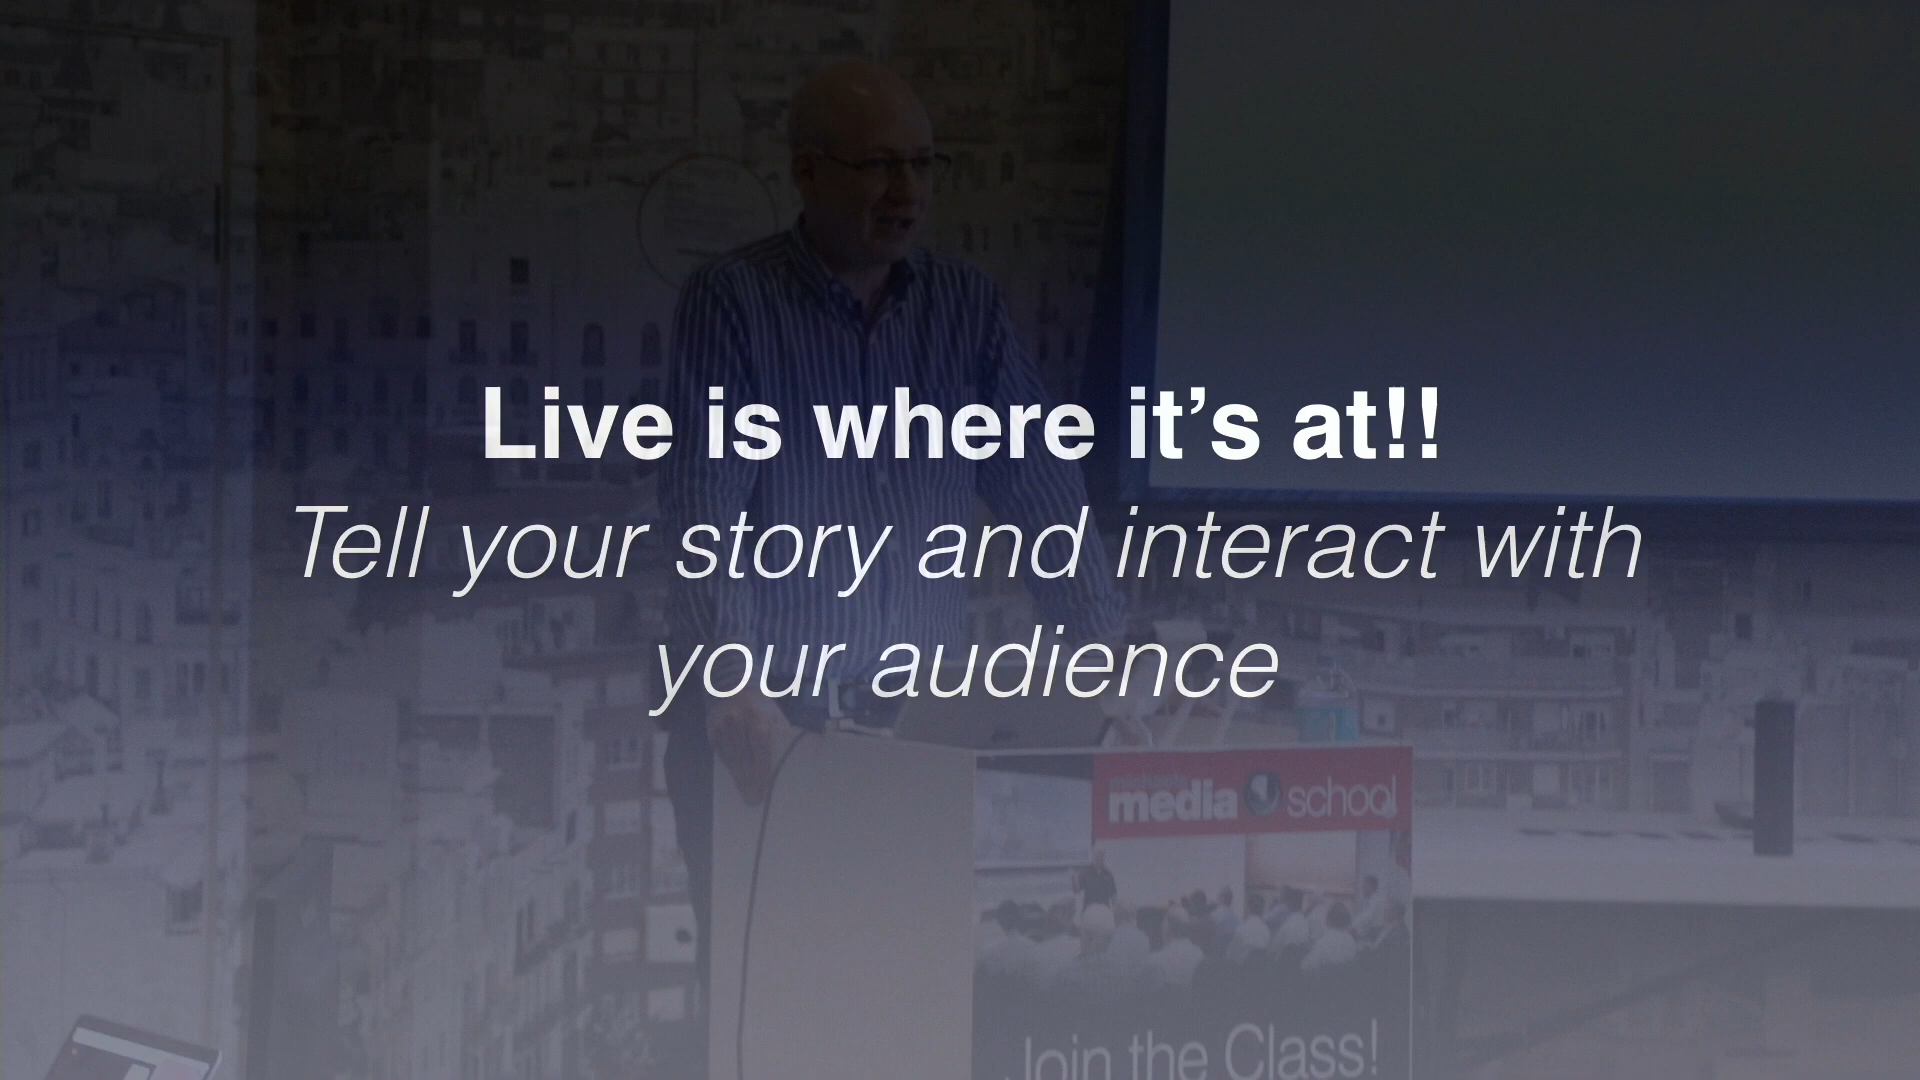 Live is where it’s at!!
Tell your story and interact with
your audience
media school
Join the Class!